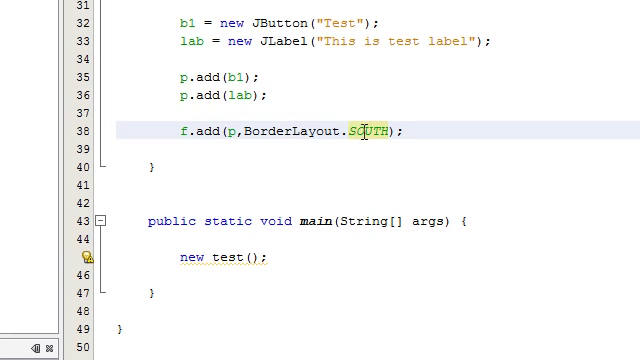 31
32 b1 = new JButton("Test");
33 lab = new JLabel("This is test label");
34
35 p.add(b1);
36 p.add(lab);
37
38 f.add(p,BorderLayout.SOUTH);
39
40 }
42
43 public static void main(String[] args) {
44
new test();
46
47 }
48
49 }
50